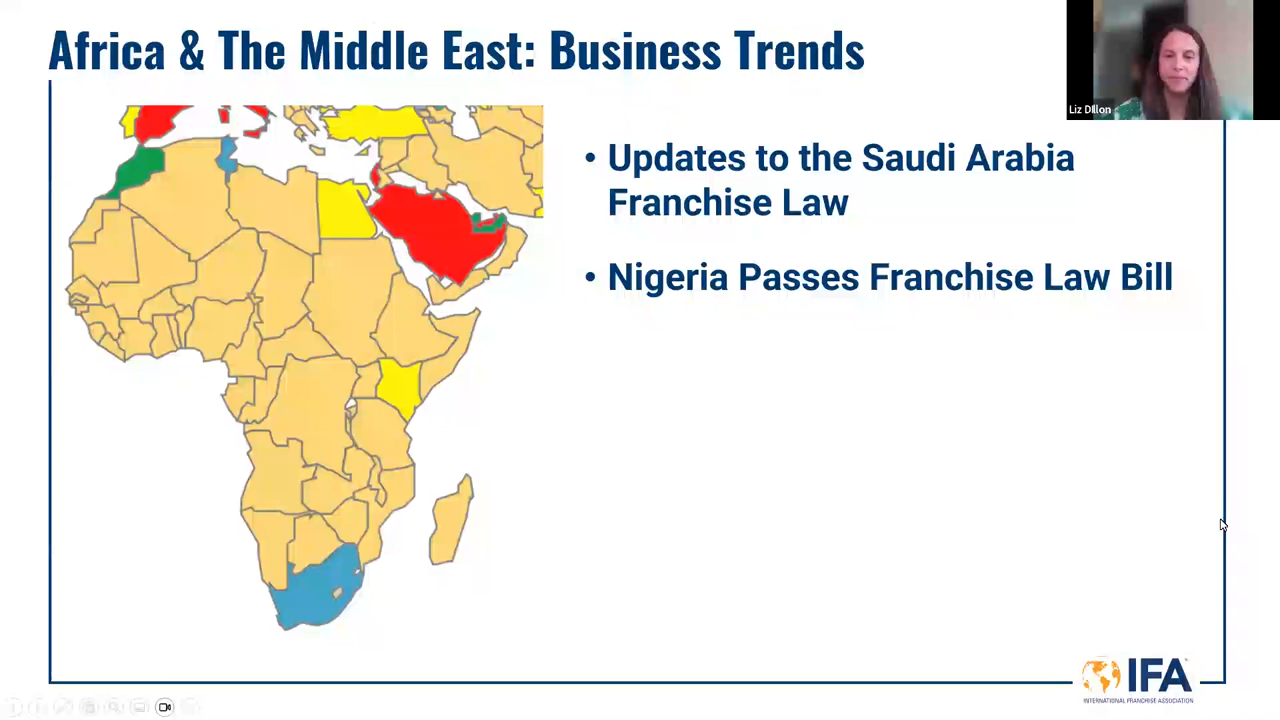 Africa & The Middle East: Business Trends
Liz Dillon
• Updates to the Saudi Arabia
Franchise Law
• Nigeria Passes Franchise Law Bill
IFA
INTERNATIONAL FRANCHISE ASSOCIATION